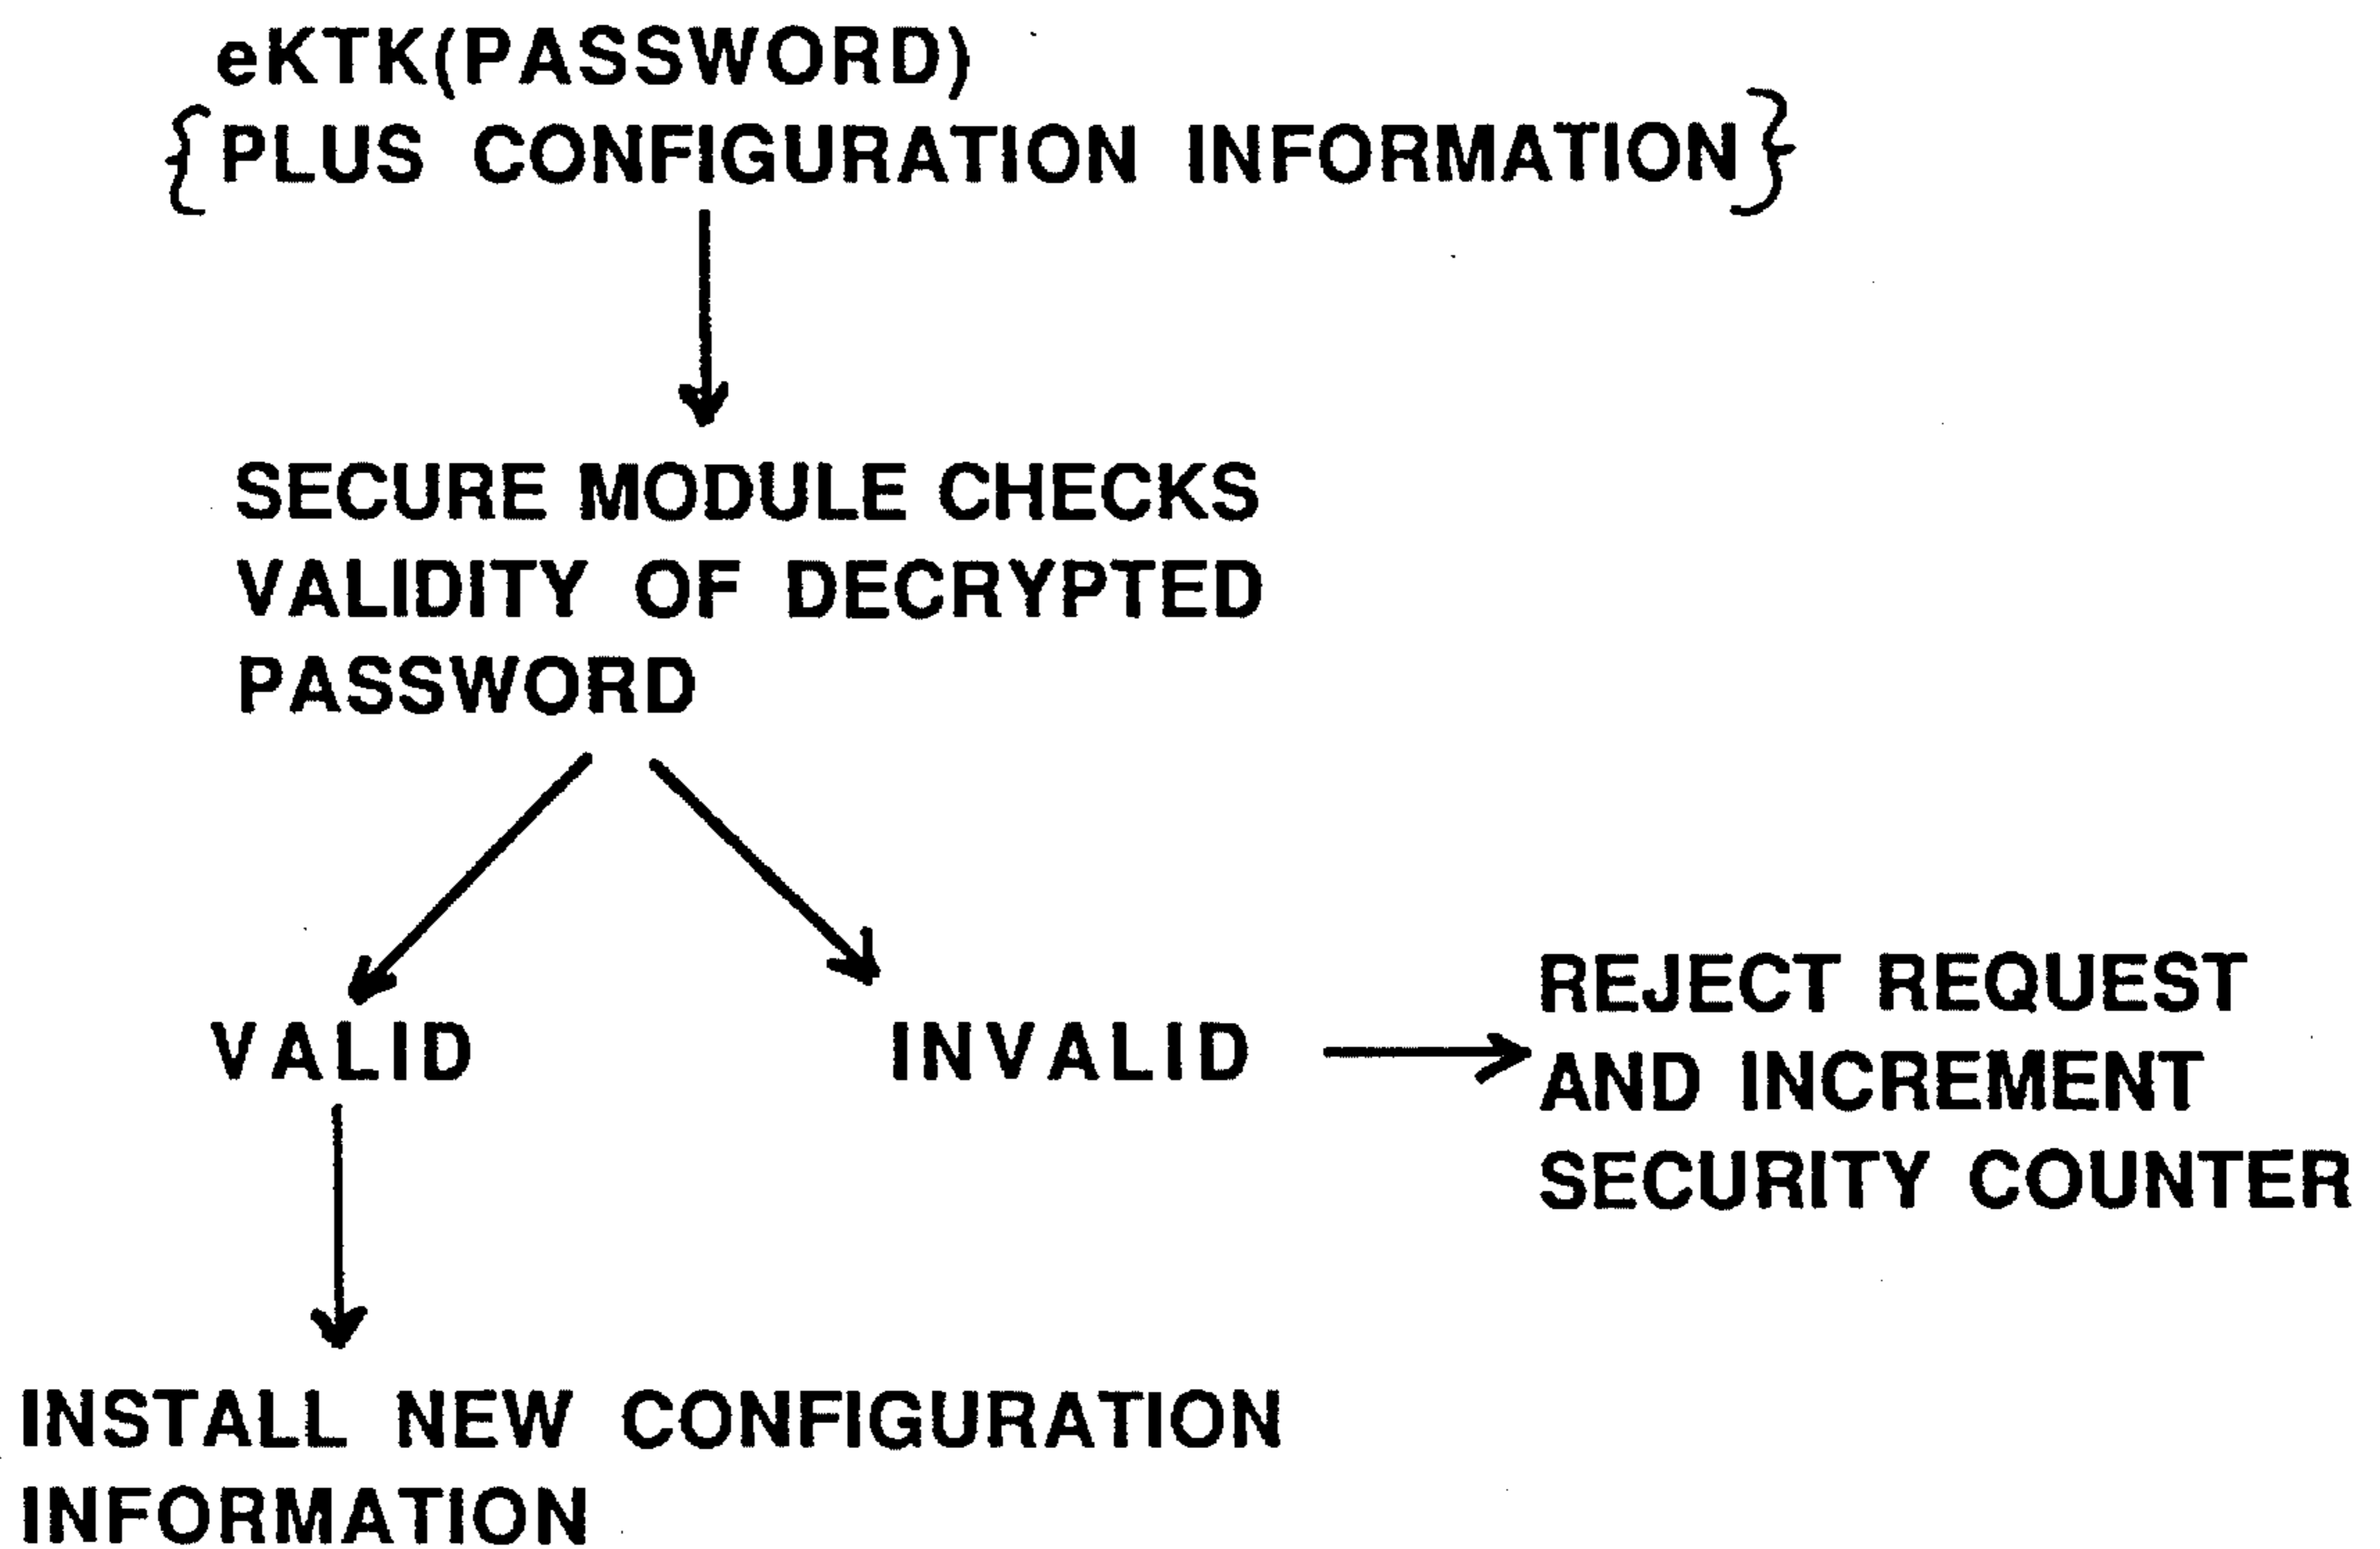 eKTK(PASSWORD)
{PLUS CONFIGURATION INFORMATION}
SECURE MODULE CHECKS
VALIDITY OF DECRYPTED
PASSWORD
VALID
INVALID
REJECT REQUEST
AND INCREMENT
SECURITY COUNTER
INSTALL NEW CONFIGURATION
INFORMATION